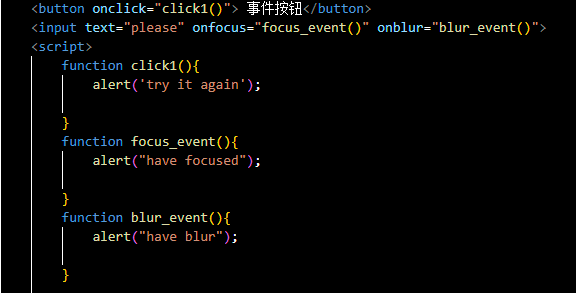 <button onclick="click1()"> 事件按钮</button>
<input text="please" onfocus="focus_event()" onblur="blur_event()">
<script>
function click1(){
alert('try it again');
}
function focus_event(){
alert("have focused");
}
function blur_event(){
alert("have blur");
}